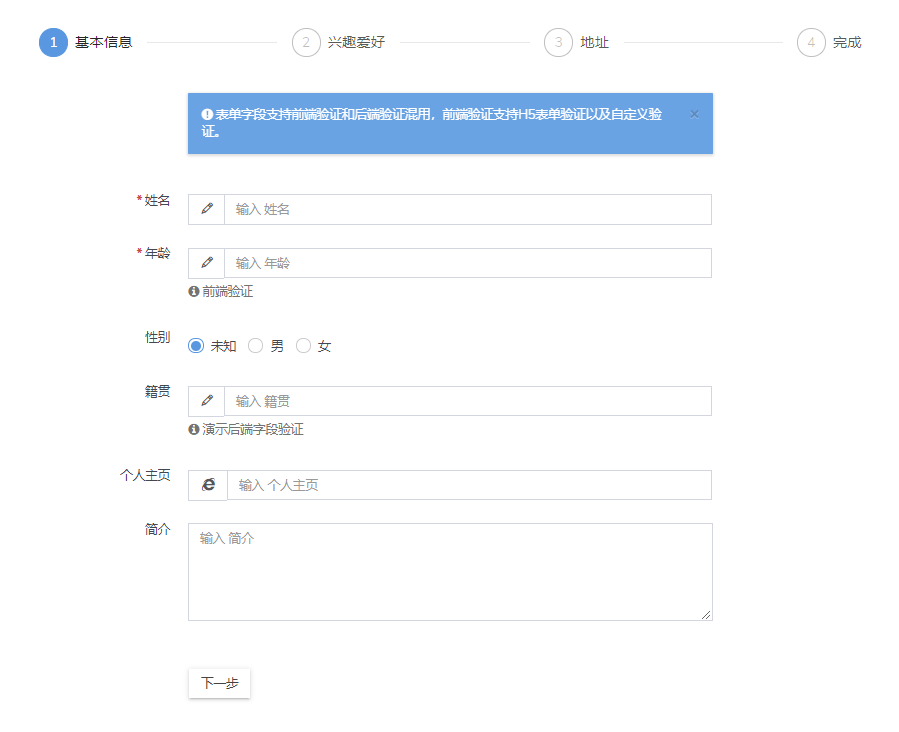 1 基本信息 2 兴趣爱好 3 地址 4 完成
表单字段支持前端验证和后端验证混用，前端验证支持H5表单验证以及自定义验 ×
证。
* 姓名 输入 姓名
* 年龄 输入 年龄
前端验证
性别 未知 男 女
籍贯 输入 籍贯
演示后端字段验证
个人主页 输入 个人主页
简介 输入 简介
下一步